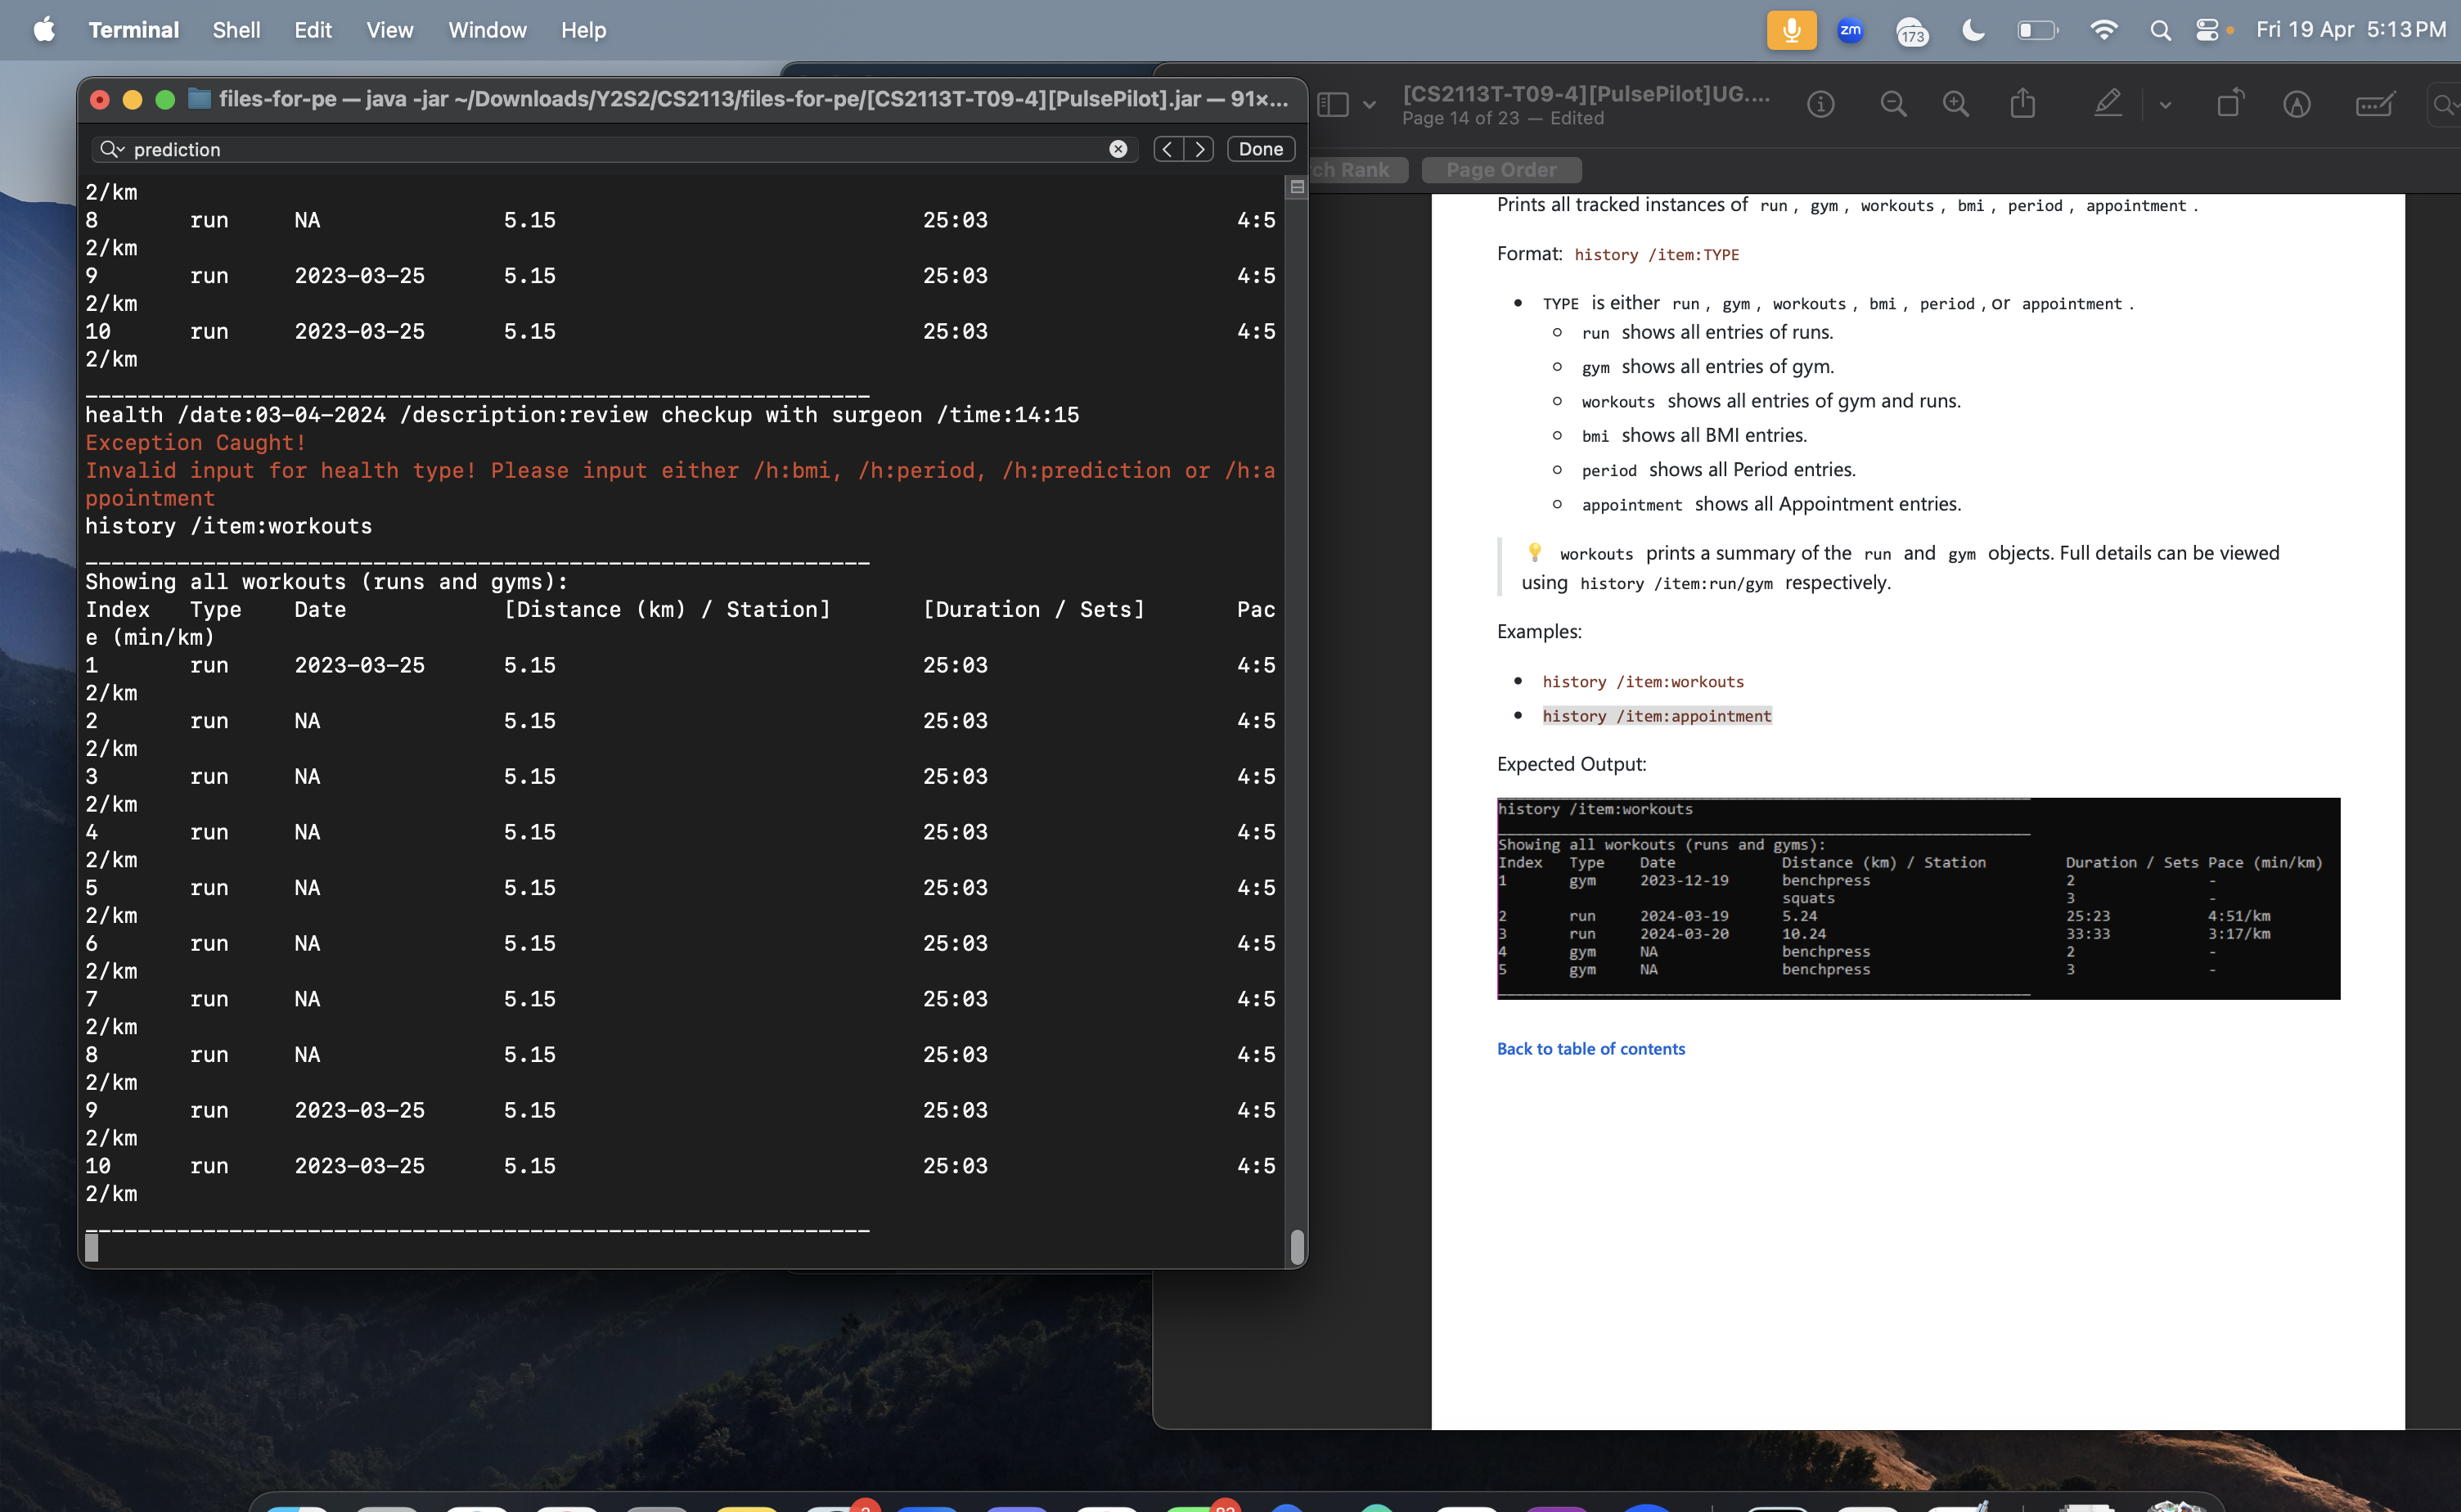 Terminal Shell Edit View Window Help
zm 173 Fri 19 Apr 5:13 PM
files-for-pe — java -jar ~/Downloads/Y2S2/CS2113/files-for-pe/[CS2113T-T09-4][PulsePilot].jar — 91×...
prediction Done
2/km
8 run NA 5.15 25:03 4:5
2/km
9 run 2023-03-25 5.15 25:03 4:5
2/km
10 run 2023-03-25 5.15 25:03 4:5
2/km
____________________________________________________________
health /date:03-04-2024 /description:review checkup with surgeon /time:14:15
Exception Caught!
Invalid input for health type! Please input either /h:bmi, /h:period, /h:prediction or /h:a
ppointment
history /item:workouts
____________________________________________________________
Showing all workouts (runs and gyms):
Index Type Date [Distance (km) / Station] [Duration / Sets] Pac
e (min/km)
1 run 2023-03-25 5.15 25:03 4:5
2/km
2 run NA 5.15 25:03 4:5
2/km
3 run NA 5.15 25:03 4:5
2/km
4 run NA 5.15 25:03 4:5
2/km
5 run NA 5.15 25:03 4:5
2/km
6 run NA 5.15 25:03 4:5
2/km
7 run NA 5.15 25:03 4:5
2/km
8 run NA 5.15 25:03 4:5
2/km
9 run 2023-03-25 5.15 25:03 4:5
2/km
10 run 2023-03-25 5.15 25:03 4:5
2/km
____________________________________________________________
[CS2113T-T09-4][PulsePilot]UG....
Page 14 of 23 — Edited
Rank Page Order
Prints all tracked instances of run , gym , workouts , bmi , period , appointment .
Format: history /item:TYPE
• TYPE is either run , gym , workouts , bmi , period , or appointment .
○ run shows all entries of runs.
○ gym shows all entries of gym.
○ workouts shows all entries of gym and runs.
○ bmi shows all BMI entries.
○ period shows all Period entries.
○ appointment shows all Appointment entries.
💡 workouts prints a summary of the run and gym objects. Full details can be viewed
using history /item:run/gym respectively.
Examples:
• history /item:workouts
• history /item:appointment
Expected Output:
history /item:workouts
____________________________________________________________
Showing all workouts (runs and gyms):
Index Type Date Distance (km) / Station Duration / Sets Pace (min/km)
1 gym 2023-12-19 benchpress 2 -
squats 3 -
2 run 2024-03-19 5.24 25:23 4:51/km
3 run 2024-03-20 10.24 33:33 3:17/km
4 gym NA benchpress 2 -
5 gym NA benchpress 3 -
____________________________________________________________
Back to table of contents